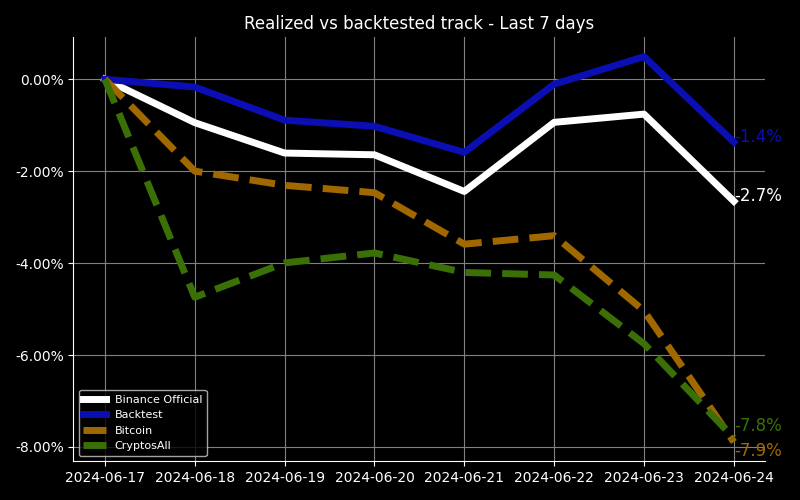 Realized vs backtested track - Last 7 days
0.00%
-2.00%
-4.00%
-6.00%
-8.00%
-1.4%
-2.7%
-7.8%
-7.9%
Binance Official
Backtest
Bitcoin
CryptosAll
2024-06-17 2024-06-18 2024-06-19 2024-06-20 2024-06-21 2024-06-22 2024-06-23 2024-06-24